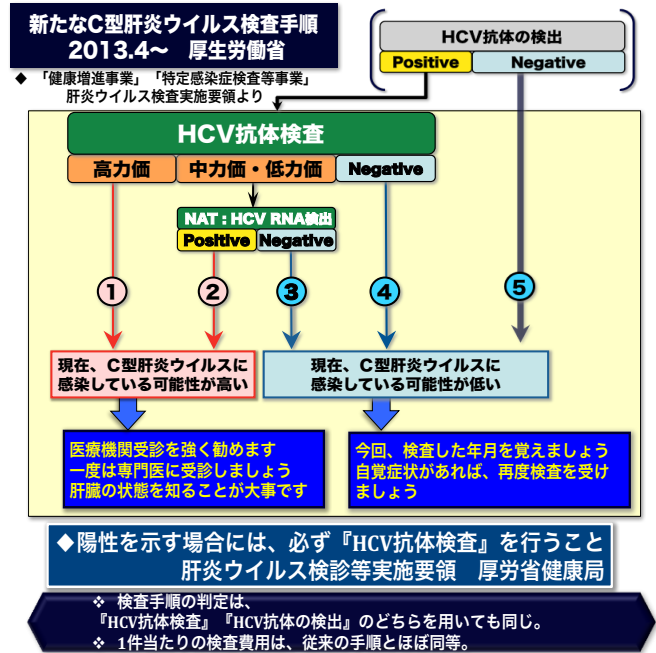 新たなC型肝炎ウイルス検査手順
2013.4〜　厚生労働省
◆ 「健康増進事業」「特定感染症検査等事業」
肝炎ウイルス検査実施要領より
HCV抗体の検出
Positive Negative
HCV抗体検査
高力価 中力価・低力価 Negative
NAT：HCV RNA検出
Positive Negative
① ② ③ ④ ⑤
現在、C型肝炎ウイルスに
感染している可能性が高い
現在、C型肝炎ウイルスに
感染している可能性が低い
医療機関受診を強く勧めます
一度は専門医に受診しましょう
肝臓の状態を知ることが大事です
今回、検査した年月を覚えましょう
自覚症状があれば、再度検査を受け
ましょう
◆陽性を示す場合には、必ず『HCV抗体検査』を行うこと
肝炎ウイルス検診等実施要領　厚労省健康局
❖ 検査手順の判定は、
『HCV抗体検査』『HCV抗体の検出』のどちらを用いても同じ。
❖ 1件当たりの検査費用は、従来の手順とほぼ同等。